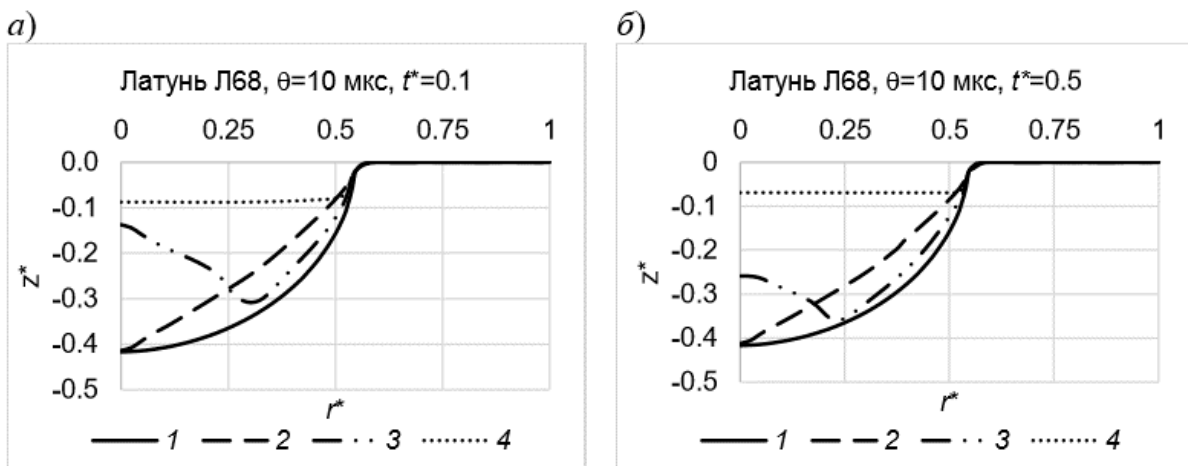 а)
Латунь Л68, θ=10 мкс, t*=0.1
0 0.25 0.5 0.75 1
0.0
-0.1
-0.2
-0.3
-0.4
-0.5
z*
r*
1 2 3 4
б)
Латунь Л68, θ=10 мкс, t*=0.5
0 0.25 0.5 0.75 1
0
-0.1
-0.2
-0.3
-0.4
-0.5
z*
r*
1 2 3 4